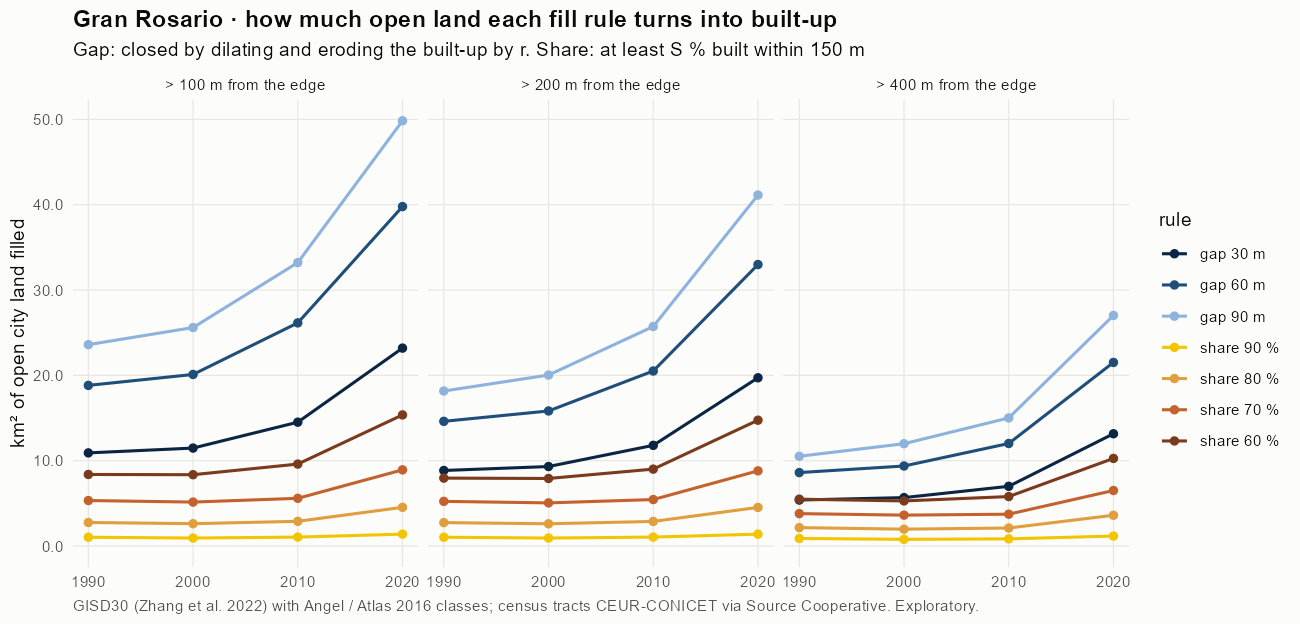 Gran Rosario · how much open land each fill rule turns into built-up
Gap: closed by dilating and eroding the built-up by r. Share: at least S % built within 150 m
> 100 m from the edge
> 200 m from the edge
> 400 m from the edge
km² of open city land filled
50.0
40.0
30.0
20.0
10.0
0.0
1990 2000 2010 2020
1990 2000 2010 2020
1990 2000 2010 2020
rule
gap 30 m
gap 60 m
gap 90 m
share 90 %
share 80 %
share 70 %
share 60 %
GISD30 (Zhang et al. 2022) with Angel / Atlas 2016 classes; census tracts CEUR-CONICET via Source Cooperative. Exploratory.